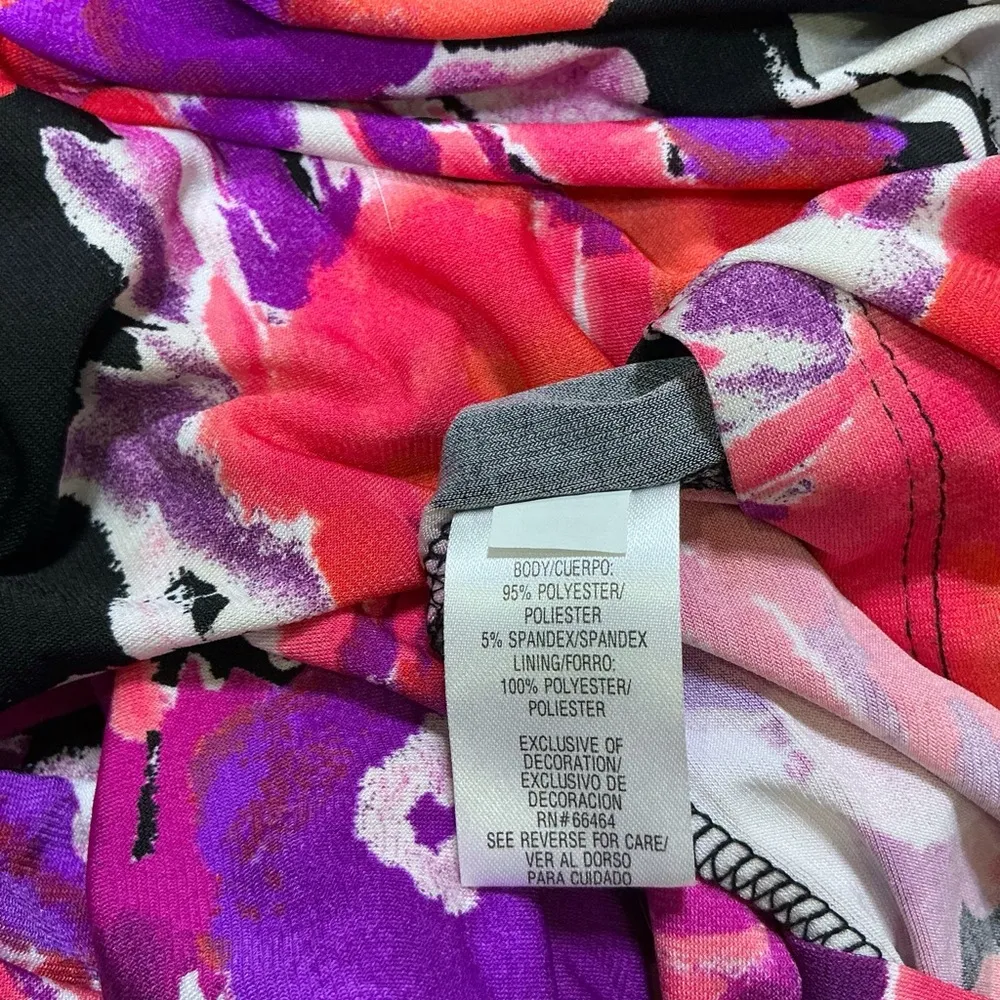 BODY/CUERPO:
95% POLYESTER/
POLIESTER
5% SPANDEX/SPANDEX
LINING/FORRO:
100% POLYESTER/
POLIESTER
EXCLUSIVE OF
DECORATION/
EXCLUSIVO DE
DECORACION
RN#66464
SEE REVERSE FOR CARE/
VER AL DORSO
PARA CUIDADO